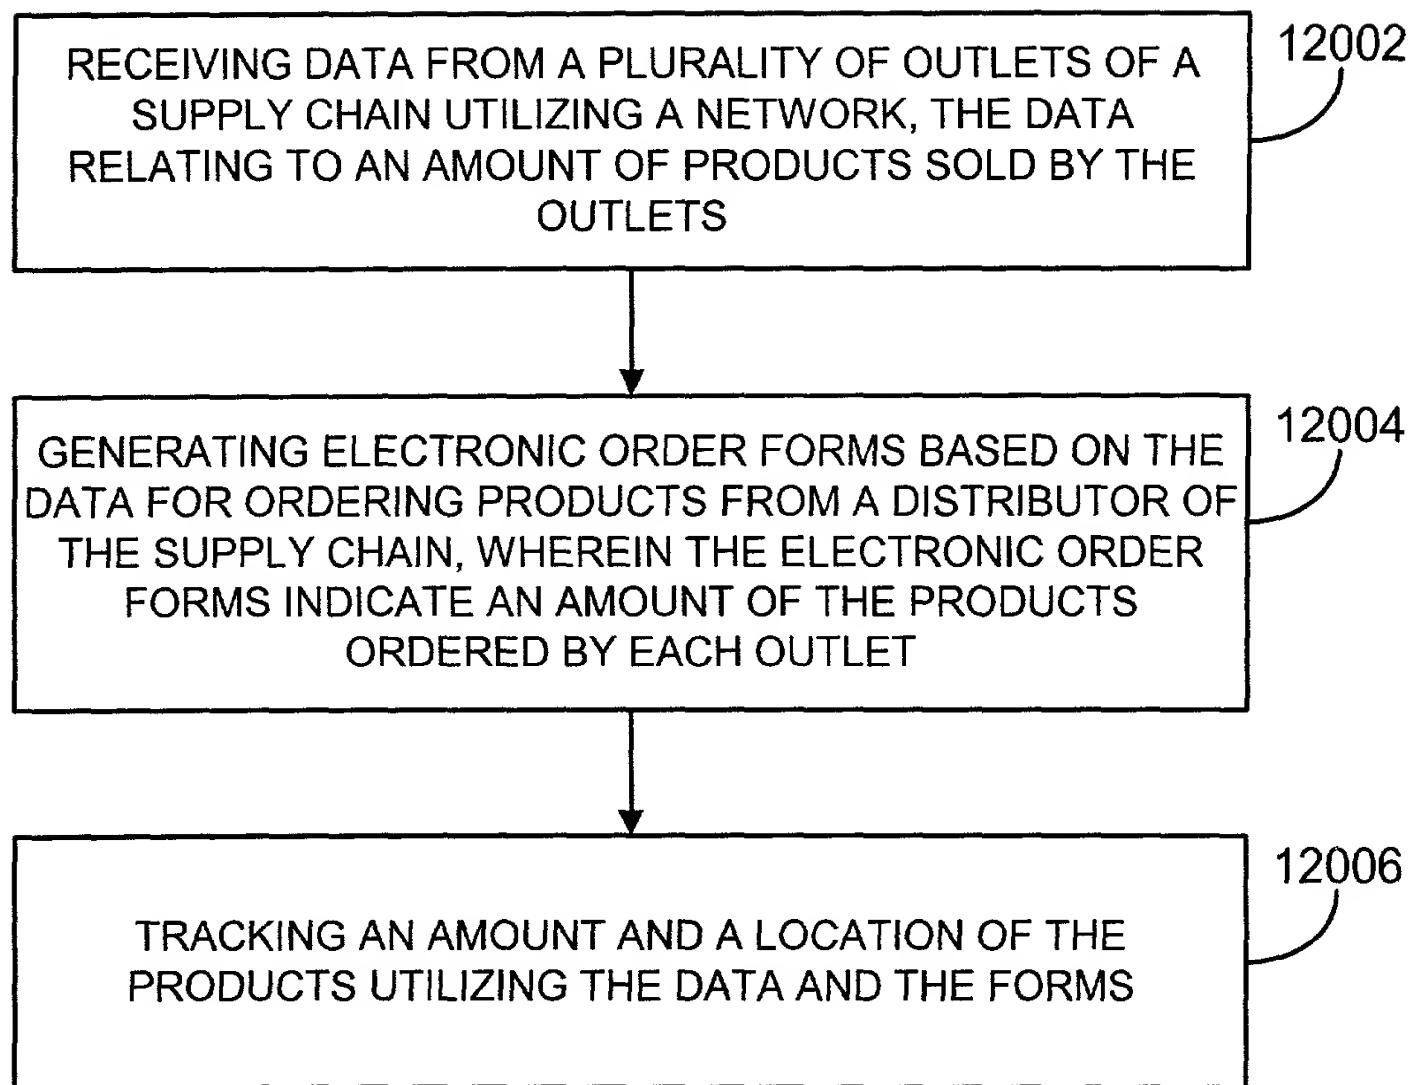 RECEIVING DATA FROM A PLURALITY OF OUTLETS OF A
SUPPLY CHAIN UTILIZING A NETWORK, THE DATA
RELATING TO AN AMOUNT OF PRODUCTS SOLD BY THE
OUTLETS
12002
GENERATING ELECTRONIC ORDER FORMS BASED ON THE
DATA FOR ORDERING PRODUCTS FROM A DISTRIBUTOR OF
THE SUPPLY CHAIN, WHEREIN THE ELECTRONIC ORDER
FORMS INDICATE AN AMOUNT OF THE PRODUCTS
ORDERED BY EACH OUTLET
12004
TRACKING AN AMOUNT AND A LOCATION OF THE
PRODUCTS UTILIZING THE DATA AND THE FORMS
12006